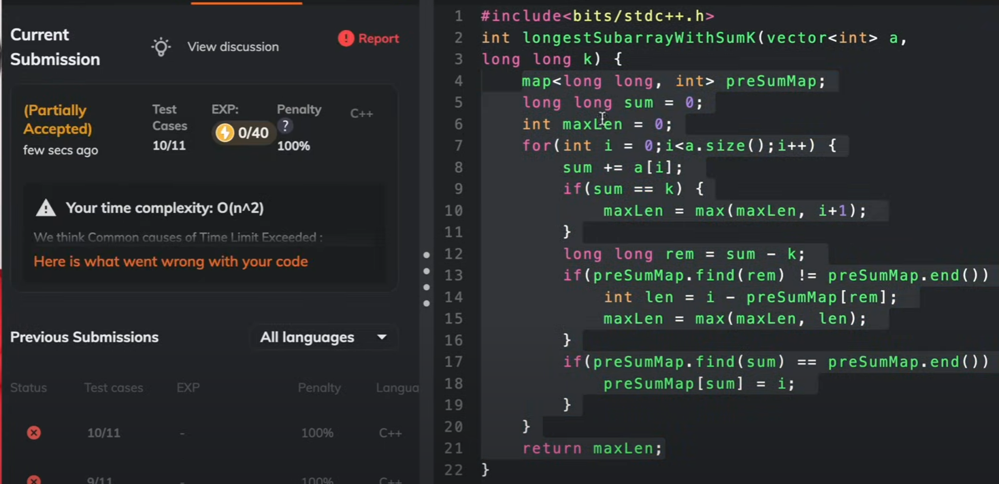 Current
Submission
View discussion
Report
(Partially
Accepted)
few secs ago
Test
Cases
10/11
EXP:
0/40
Penalty
?
100%
C++
Your time complexity: O(n^2)
We think Common causes of Time Limit Exceeded :
Here is what went wrong with your code
Previous Submissions
All languages
Status Test cases EXP Penalty Langua
10/11 - 100% C++
9/11 - 100% C++
1 #include<bits/stdc++.h>
2 int longestSubarrayWithSumK(vector<int> a,
3 long long k) {
4 map<long long, int> preSumMap;
5 long long sum = 0;
6 int maxLen = 0;
7 for(int i = 0;i<a.size();i++) {
8 sum += a[i];
9 if(sum == k) {
10 maxLen = max(maxLen, i+1);
11 }
12 long long rem = sum - k;
13 if(preSumMap.find(rem) != preSumMap.end())
14 int len = i - preSumMap[rem];
15 maxLen = max(maxLen, len);
16 }
17 if(preSumMap.find(sum) == preSumMap.end())
18 preSumMap[sum] = i;
19 }
20 }
21 return maxLen;
22 }